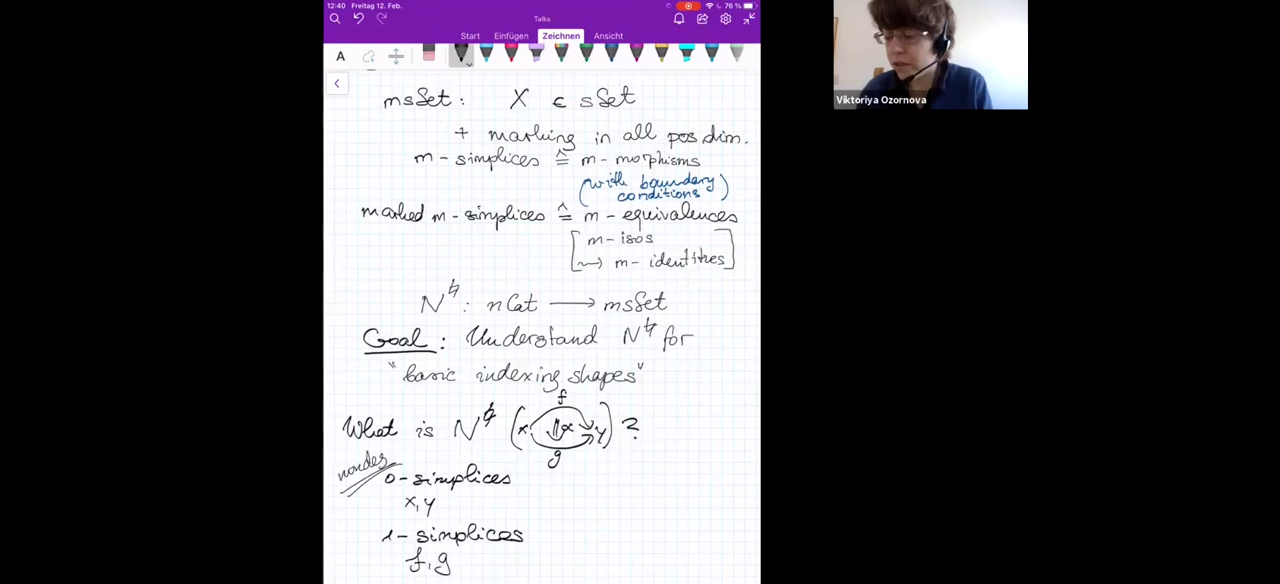 12:40 Freitag 12. Feb.
76 %
Talks
Start Einfügen Zeichnen Ansicht
A
msSet: X ∈ sSet
+ marking in all pos dim.
m-simplices ≙ m-morphisms
(with boundary
conditions)
marked m-simplices ≙ m-equivalences
[m-isos
⇝ m-identities]
N^♮: nCat ⟶ msSet
Goal: Understand N^♮ for
"basic indexing shapes"
f
What is N^♮ (x ⇓α y)?
g
nondeg
0-simplices
x,y
1-simplices
f,g
Viktoriya Ozornova